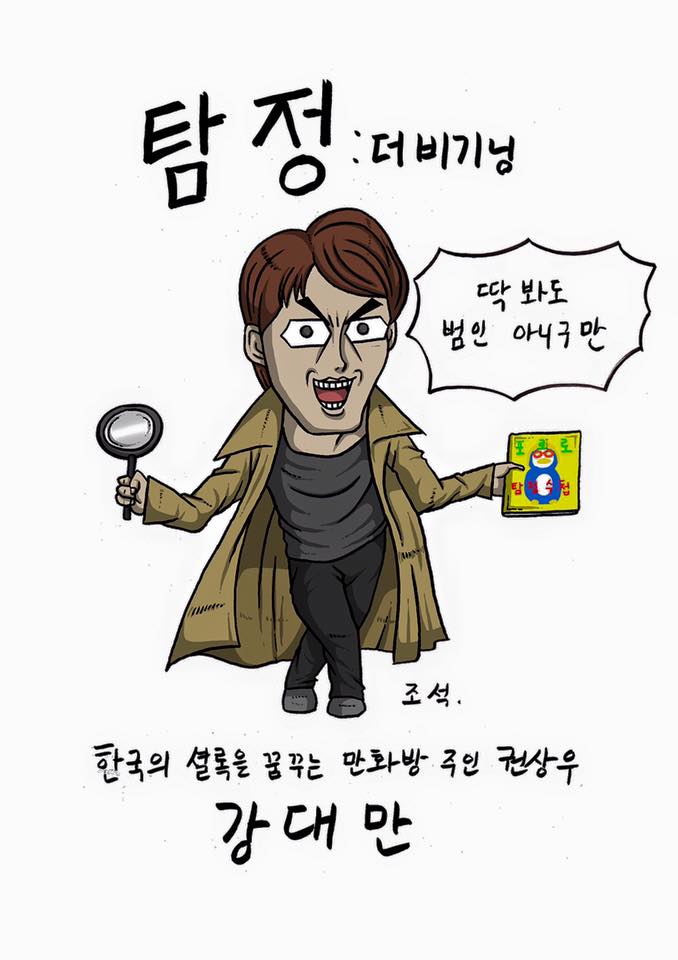 탐정:더 비기닝
딱 봐도
범인 아니구만
포로로
탐정수첩
조석.
한국의 셜록을 꿈꾸는 만화방 주인 권상우
강대만